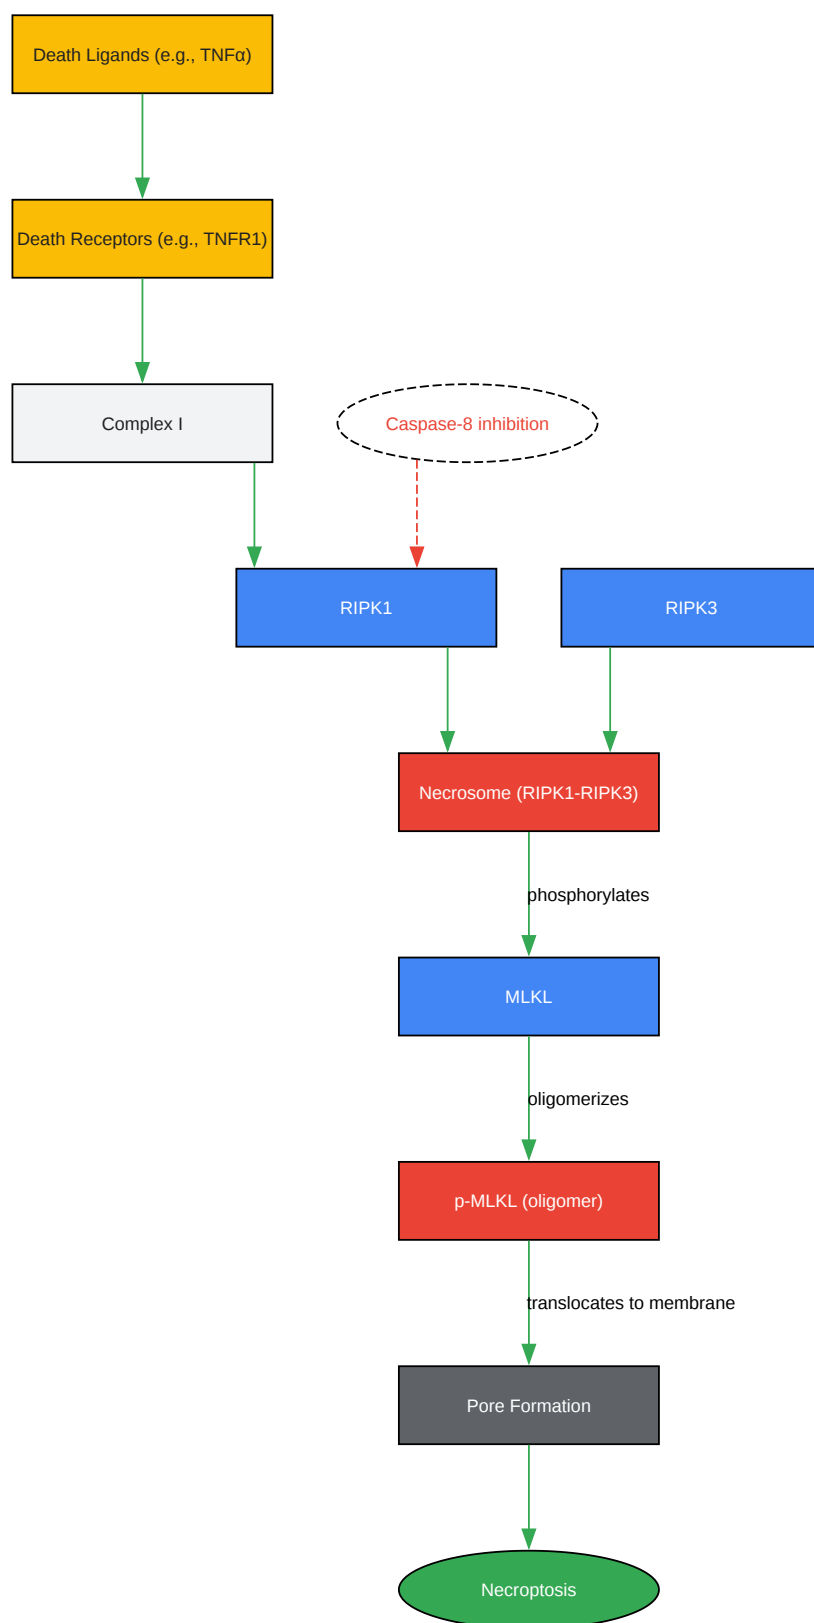 Death Ligands (e.g., TNFα)
Death Receptors (e.g., TNFR1)
Complex I
Caspase-8 inhibition
RIPK1
RIPK3
Necrosome (RIPK1-RIPK3)
phosphorylates
MLKL
oligomerizes
p-MLKL (oligomer)
translocates to membrane
Pore Formation
Necroptosis